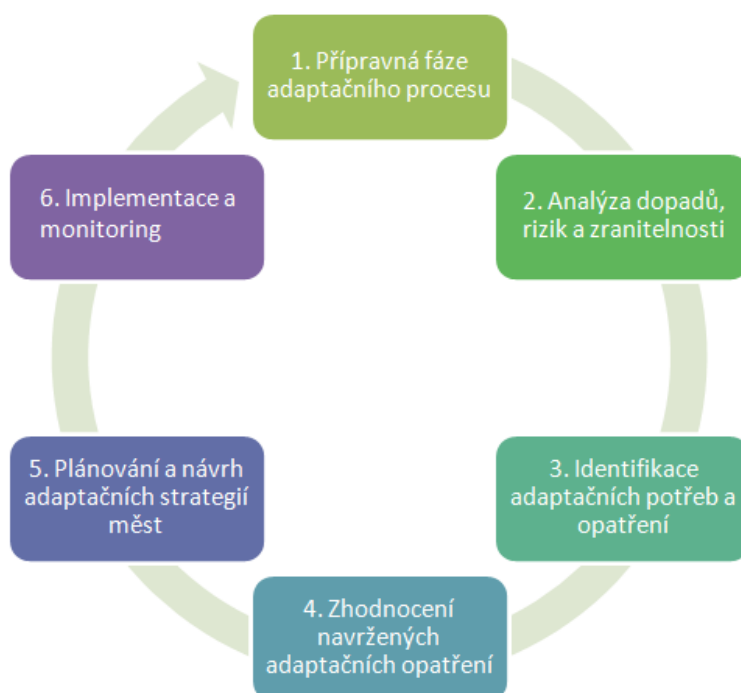 1. Přípravná fáze
adaptačního procesu
2. Analýza dopadů,
rizik a zranitelnosti
3. Identifikace
adaptačních potřeb a
opatření
4. Zhodnocení
navržených
adaptačních opatření
5. Plánování a návrh
adaptačních strategií
měst
6. Implementace a
monitoring